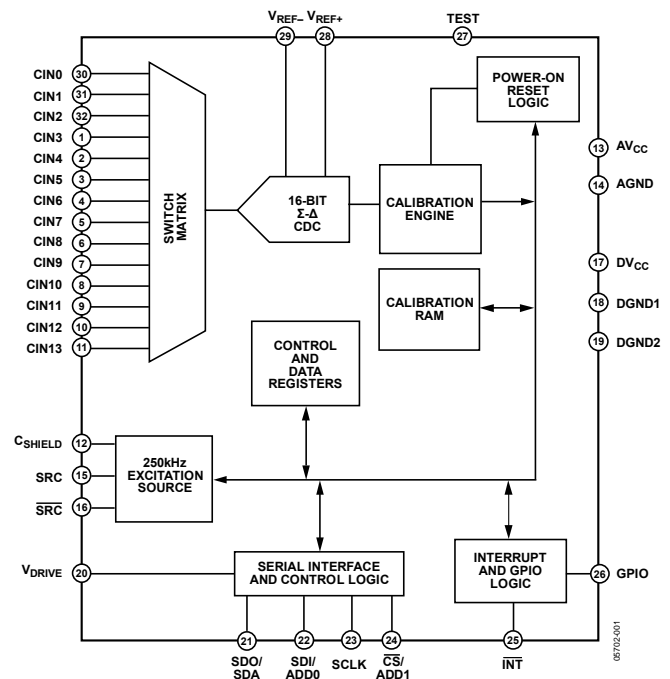 VREF–
VREF+
TEST
29
28
27
CIN0 30
CIN1 31
CIN2 32
CIN3 1
CIN4 2
CIN5 3
CIN6 4
CIN7 5
CIN8 6
CIN9 7
CIN10 8
CIN11 9
CIN12 10
CIN13 11
SWITCH
MATRIX
16-BIT
Σ-Δ
CDC
CALIBRATION
ENGINE
POWER-ON
RESET
LOGIC
13 AVCC
14 AGND
17 DVCC
18 DGND1
19 DGND2
CALIBRATION
RAM
CONTROL
AND
DATA
REGISTERS
CSHIELD 12
SRC 15
SRC 16
250kHz
EXCITATION
SOURCE
VDRIVE 20
SERIAL INTERFACE
AND CONTROL LOGIC
INTERRUPT
AND GPIO
LOGIC
26 GPIO
21
22
23
24
25
SDO/
SDA
SDI/
ADD0
SCLK
CS/
ADD1
INT
05702-001